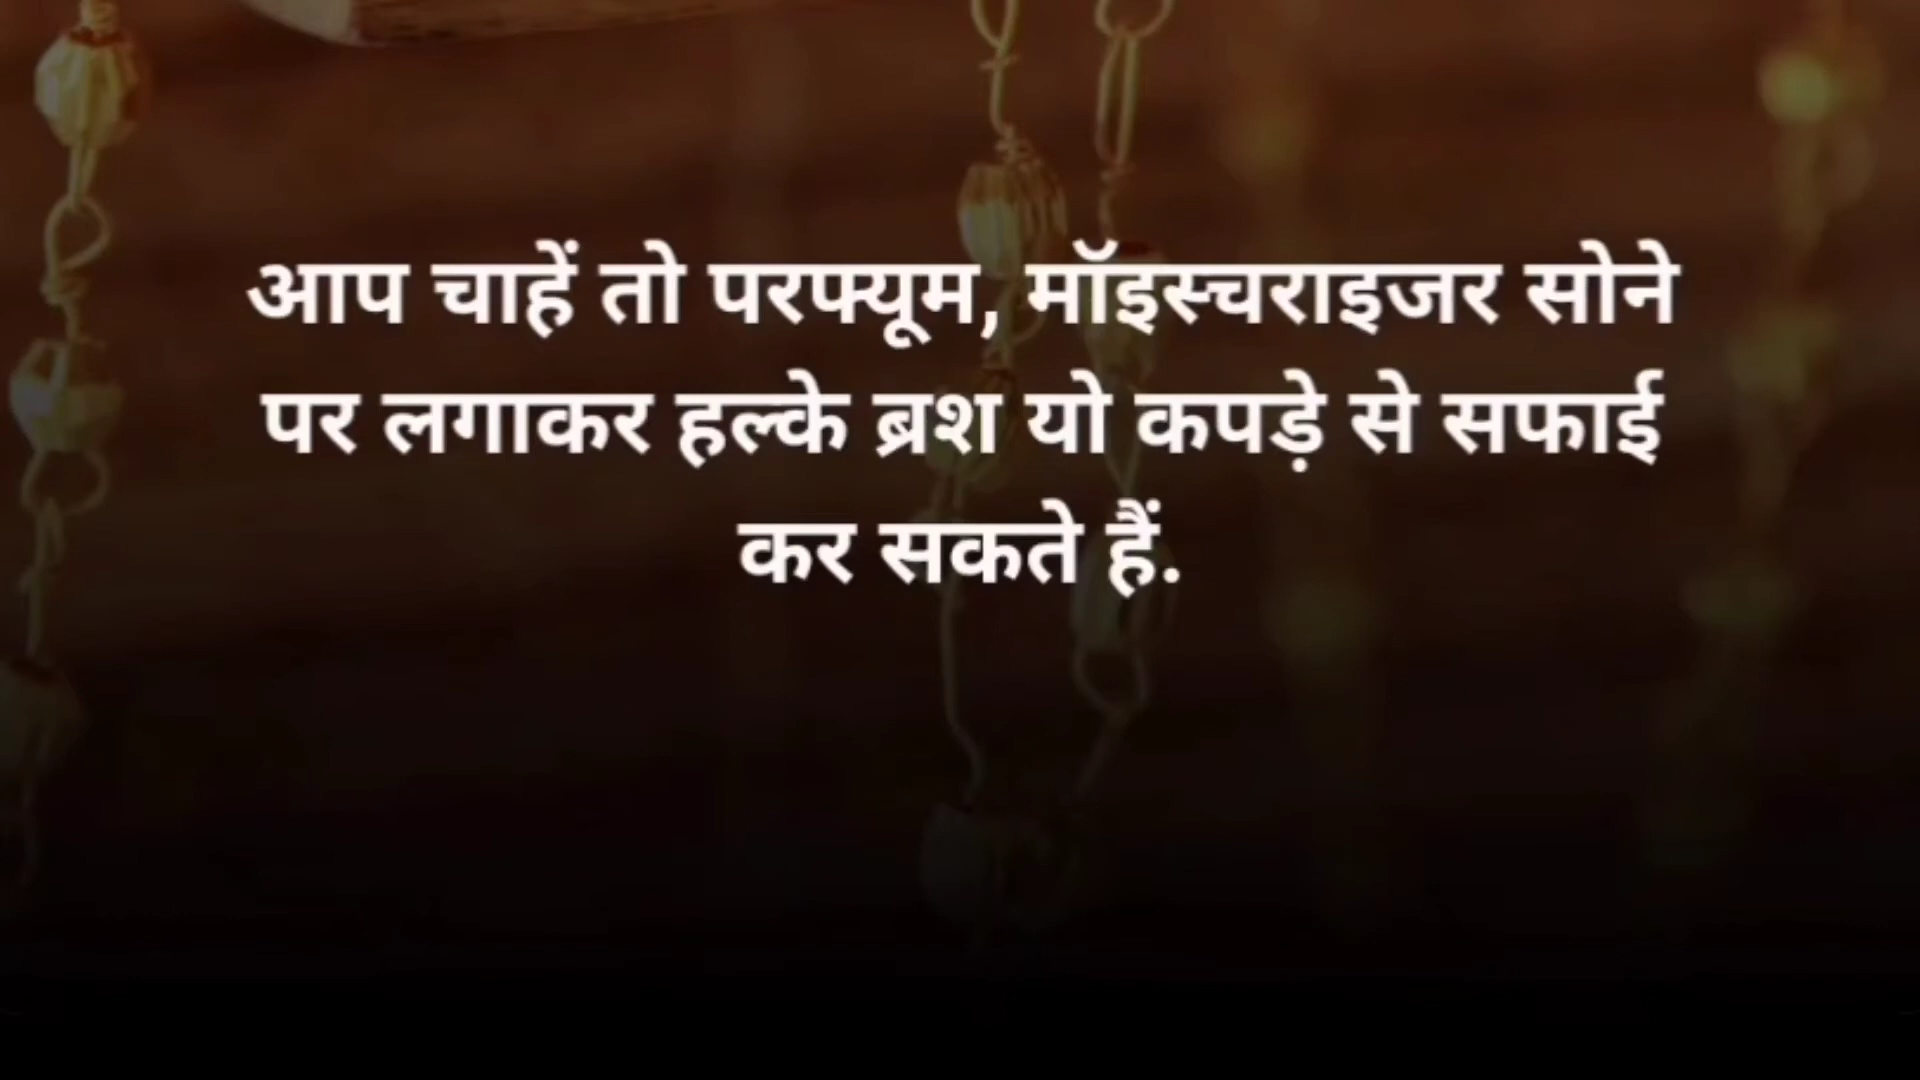 आप चाहें तो परफ्यूम, मॉइस्चराइजर सोने
पर लगाकर हल्के ब्रश यो कपड़े से सफाई
कर सकते हैं.